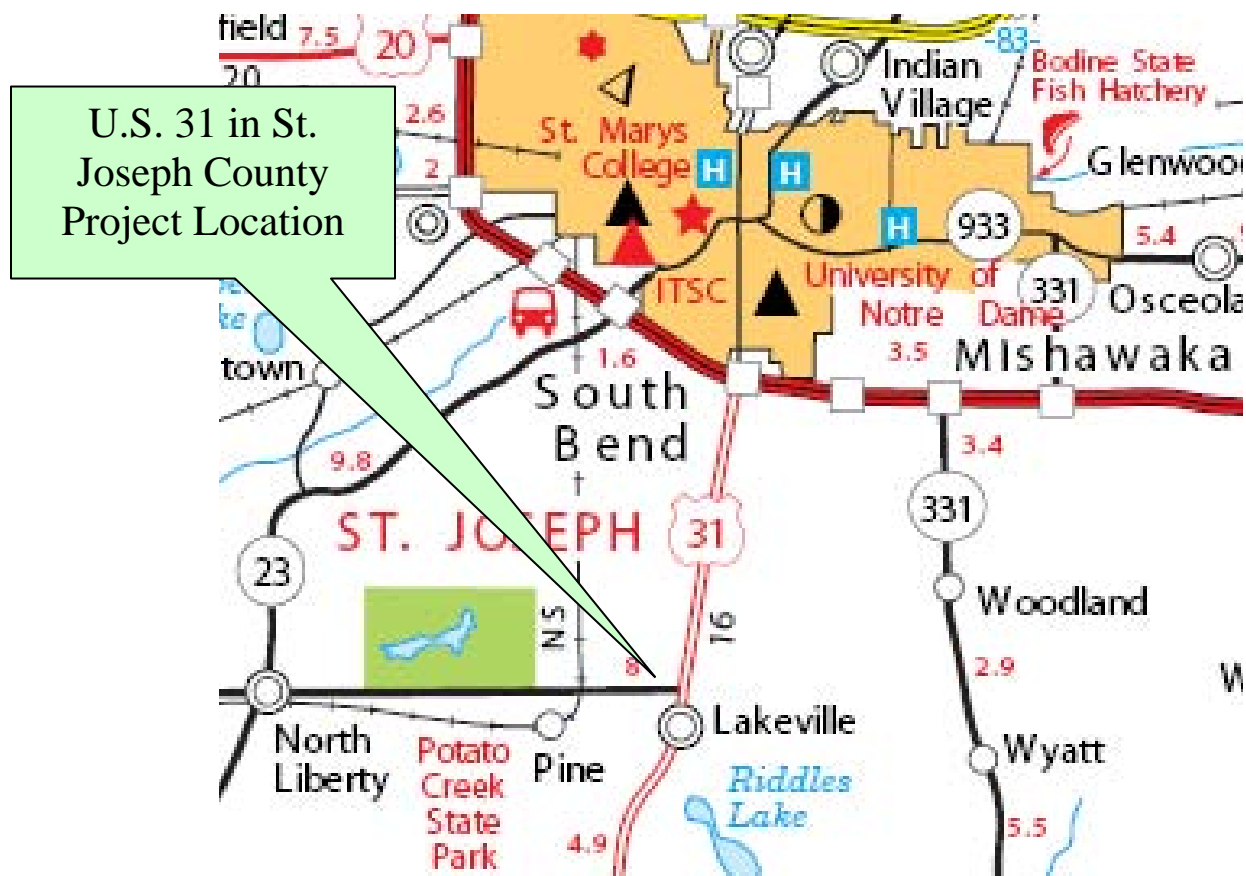 field
7.5
20
-83-
Indian
Village
Bodine State
Fish Hatchery
20
U.S. 31 in St.
Joseph County
Project Location
2.6
2
St. Marys
College
H
H
Glenwood
H
933
5.4
ITSC
University of
Notre Dame
331
Osceola
town
1.6
3.5
Mishawaka
South
Bend
9.8
3.4
331
ST. JOSEPH
31
23
NS
16
Woodland
8
2.9
W
North
Liberty
Pine
Lakeville
Wyatt
Potato
Creek
State
Park
Riddles
Lake
4.9
5.5